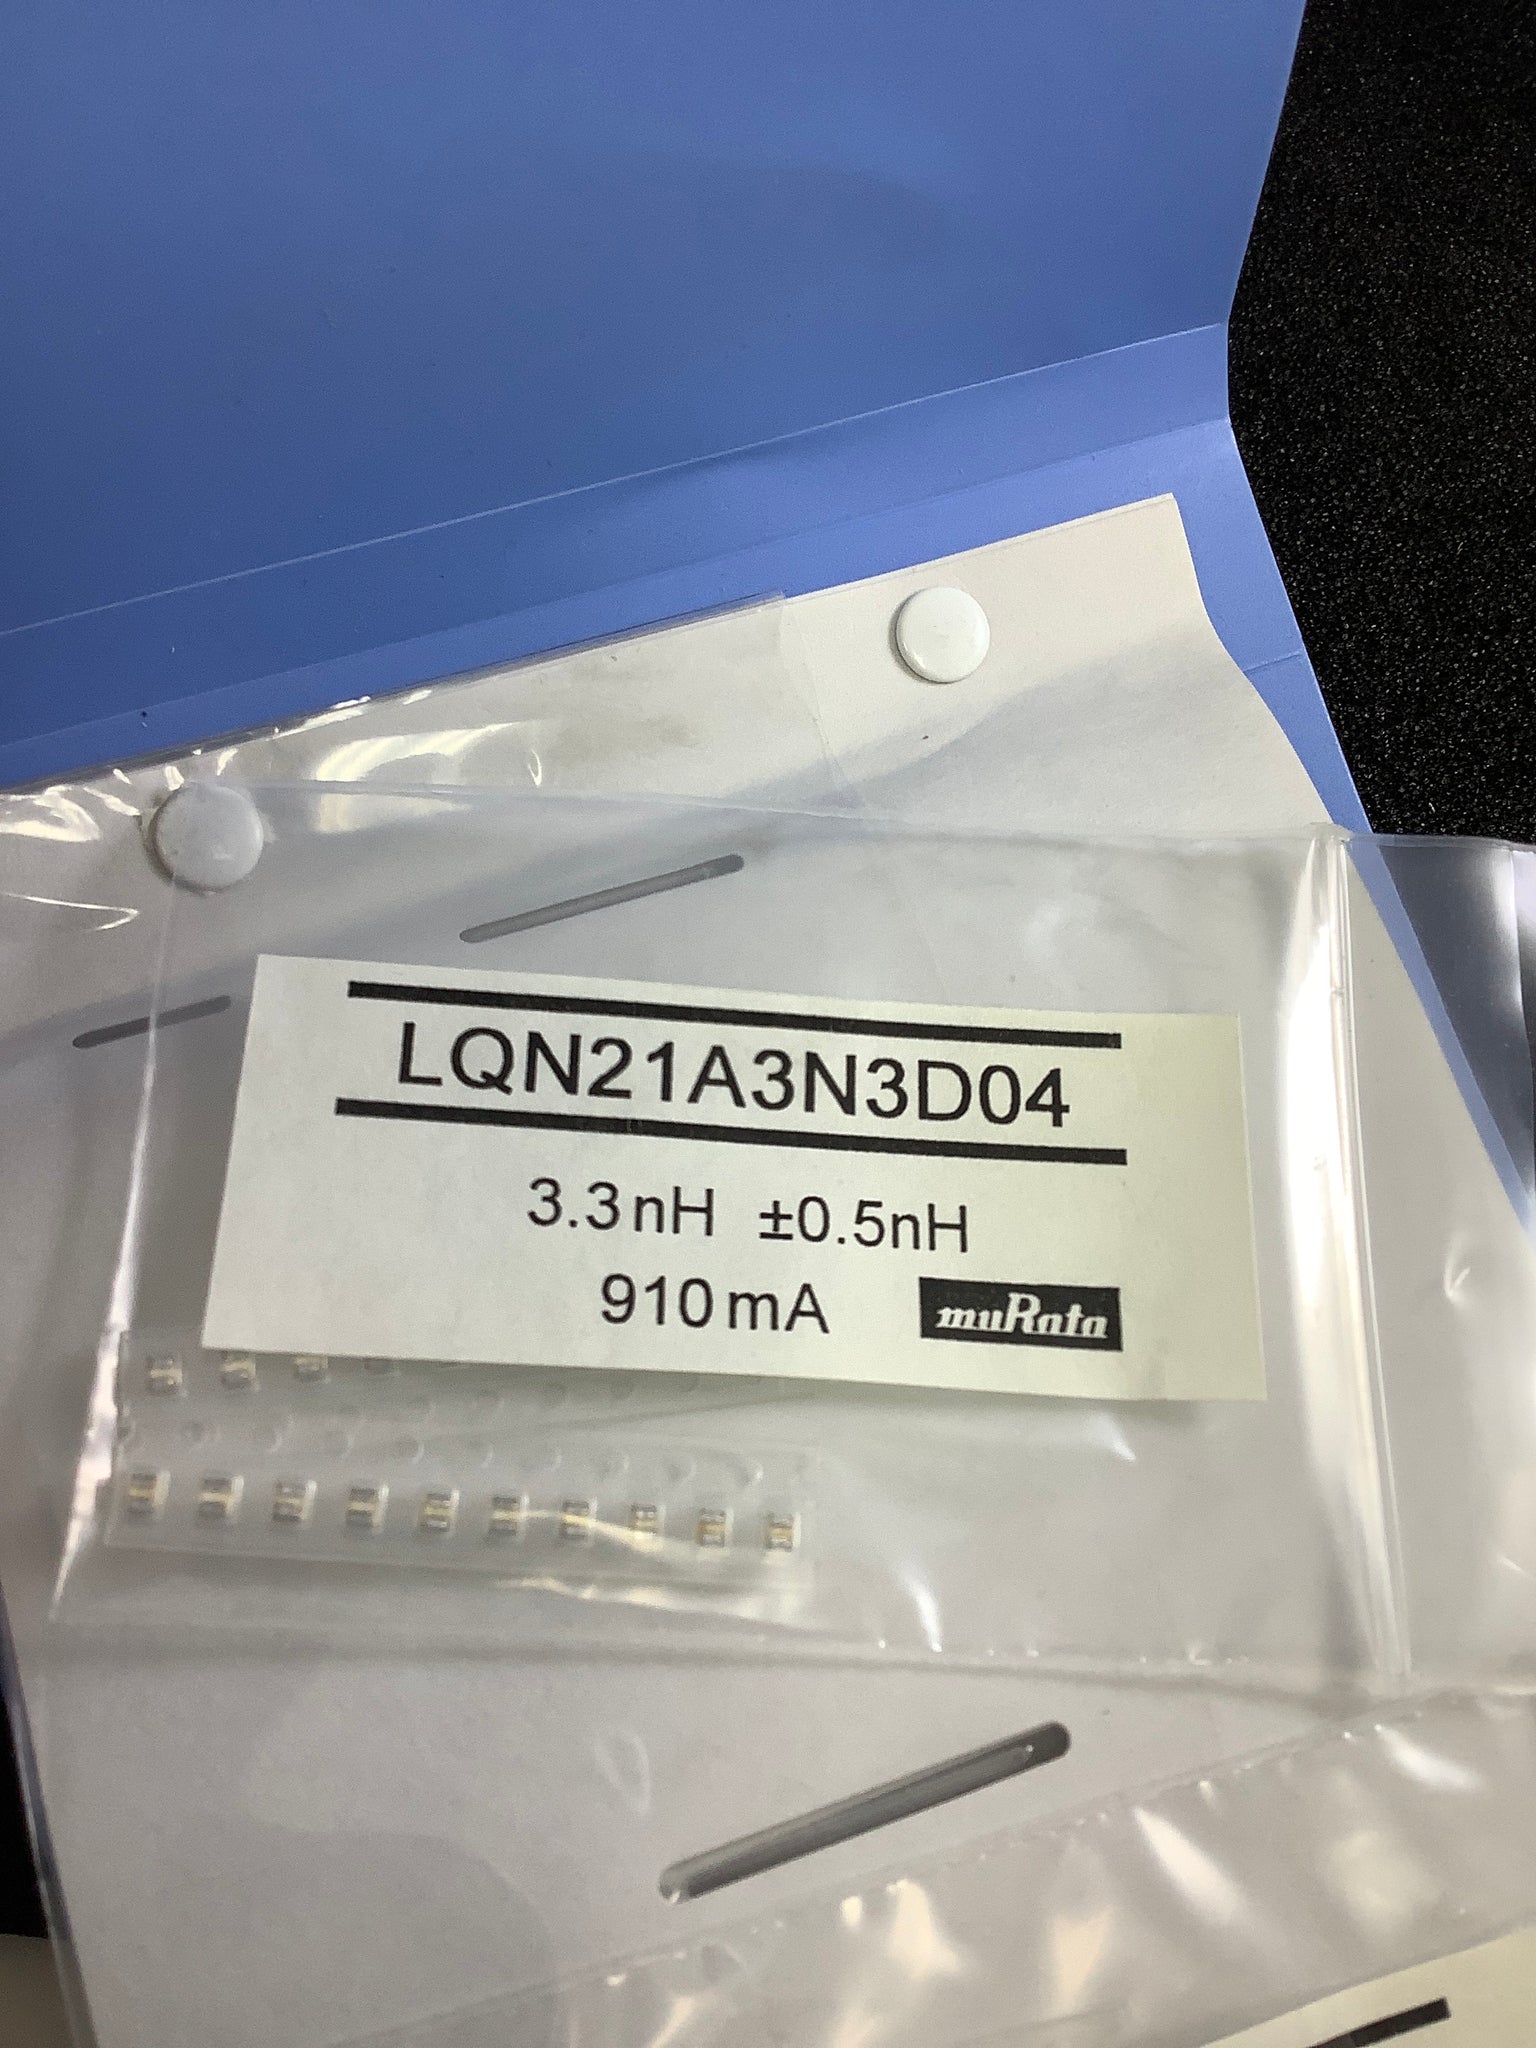 LQN21A3N3D04
3.3nH ±0.5nH
910mA muRata